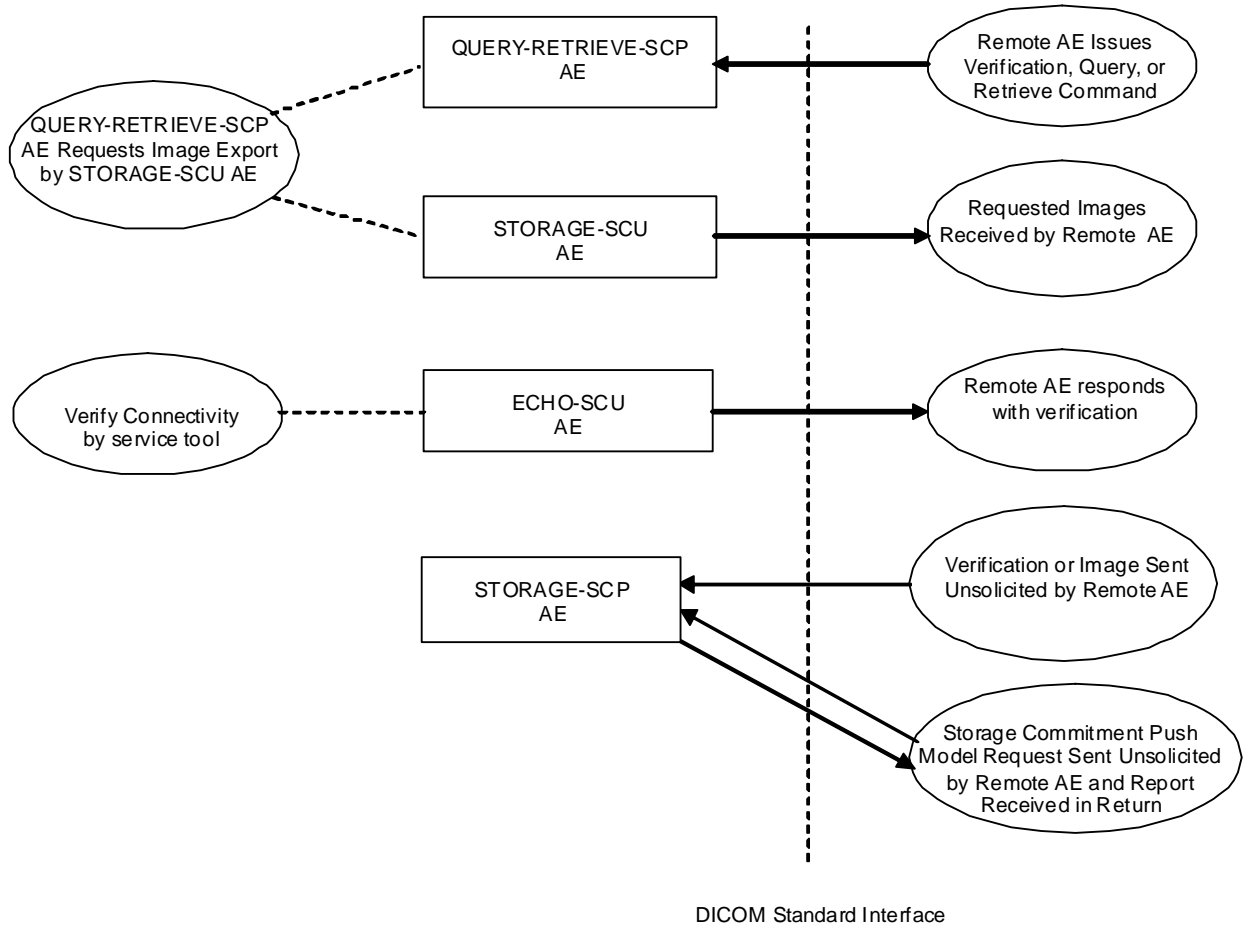 QUERY-RETRIEVE-SCP
AE
Remote AE Issues
Verification, Query, or
Retrieve Command
QUERY-RETRIEVE-SCP
AE Requests Image Export
by STORAGE-SCU AE
STORAGE-SCU
AE
Requested Images
Received by Remote AE
Verify Connectivity
by service tool
ECHO-SCU
AE
Remote AE responds
with verification
STORAGE-SCP
AE
Verification or Image Sent
Unsolicited by Remote AE
Storage Commitment Push
Model Request Sent Unsolicited
by Remote AE and Report
Received in Return
DICOM Standard Interface